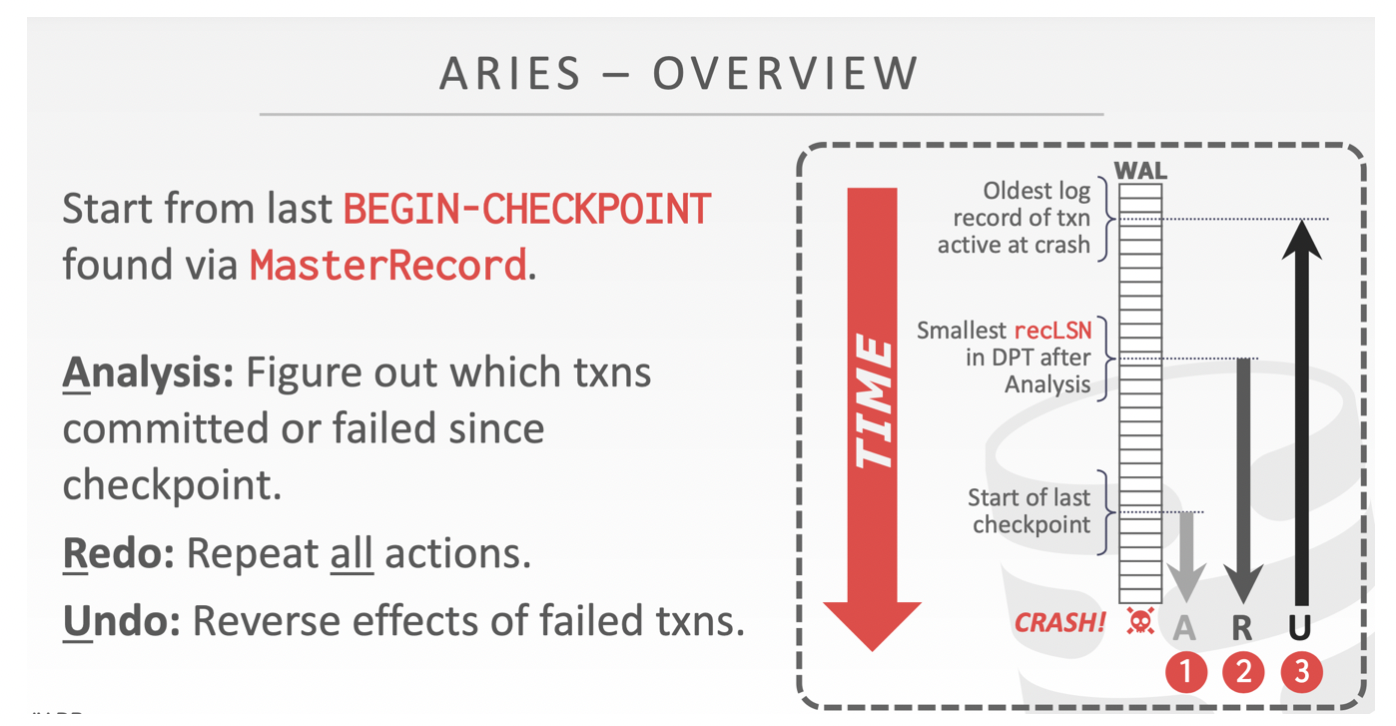 ARIES – OVERVIEW
Start from last BEGIN-CHECKPOINT
found via MasterRecord.
Analysis: Figure out which txns
committed or failed since
checkpoint.
Redo: Repeat all actions.
Undo: Reverse effects of failed txns.
WAL
Oldest log
record of txn
active at crash
TIME
Smallest recLSN
in DPT after
Analysis
Start of last
checkpoint
CRASH! A R U
1 2 3